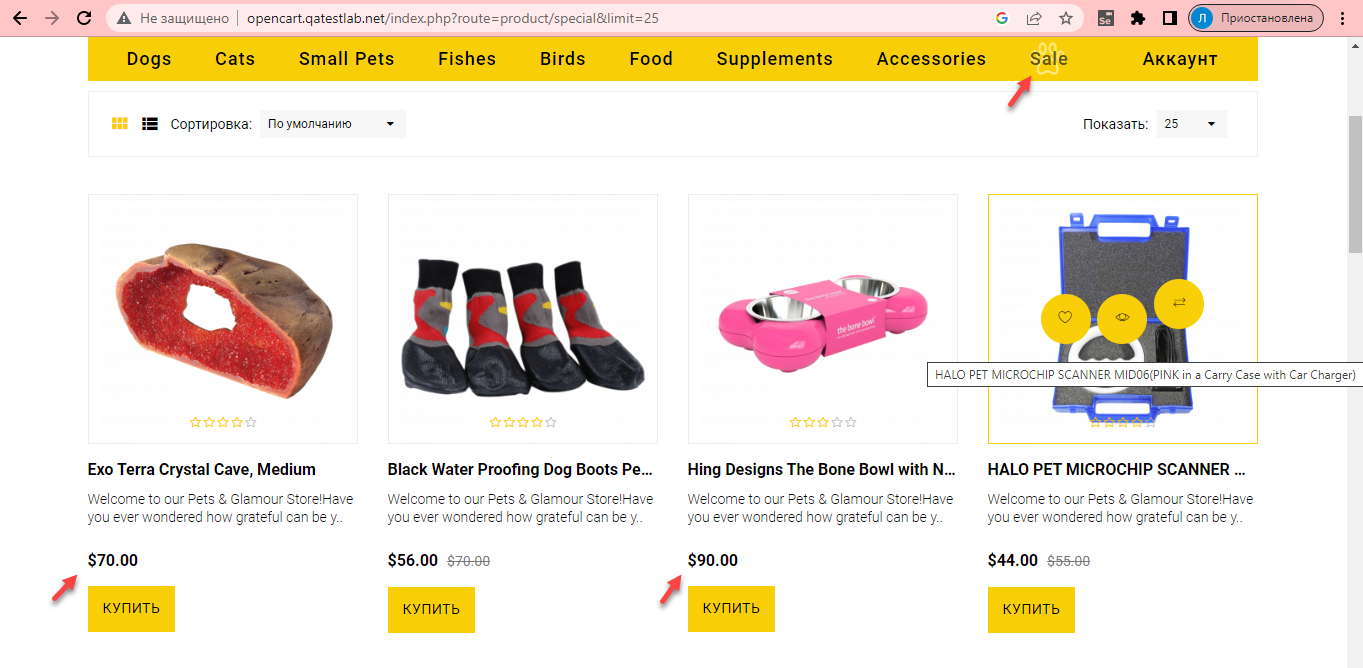 Не защищено
opencart.qatestlab.net/index.php?route=product/special&limit=25
Se
Л
Приостановлена
Dogs Cats Small Pets Fishes Birds Food Supplements Accessories Sale Аккаунт
Сортировка: По умолчанию Показать: 25
the bone bowl
HALO PET MICROCHIP SCANNER MID06(PINK in a Carry Case with Car Charger)
Exo Terra Crystal Cave, Medium
Welcome to our Pets & Glamour Store!Have
you ever wondered how grateful can be y..
$70.00
КУПИТЬ
Black Water Proofing Dog Boots Pe...
Welcome to our Pets & Glamour Store!Have
you ever wondered how grateful can be y..
$56.00 $70.00
КУПИТЬ
Hing Designs The Bone Bowl with N...
Welcome to our Pets & Glamour Store!Have
you ever wondered how grateful can be y..
$90.00
КУПИТЬ
HALO PET MICROCHIP SCANNER ...
Welcome to our Pets & Glamour Store!Have
you ever wondered how grateful can be y..
$44.00 $55.00
КУПИТЬ